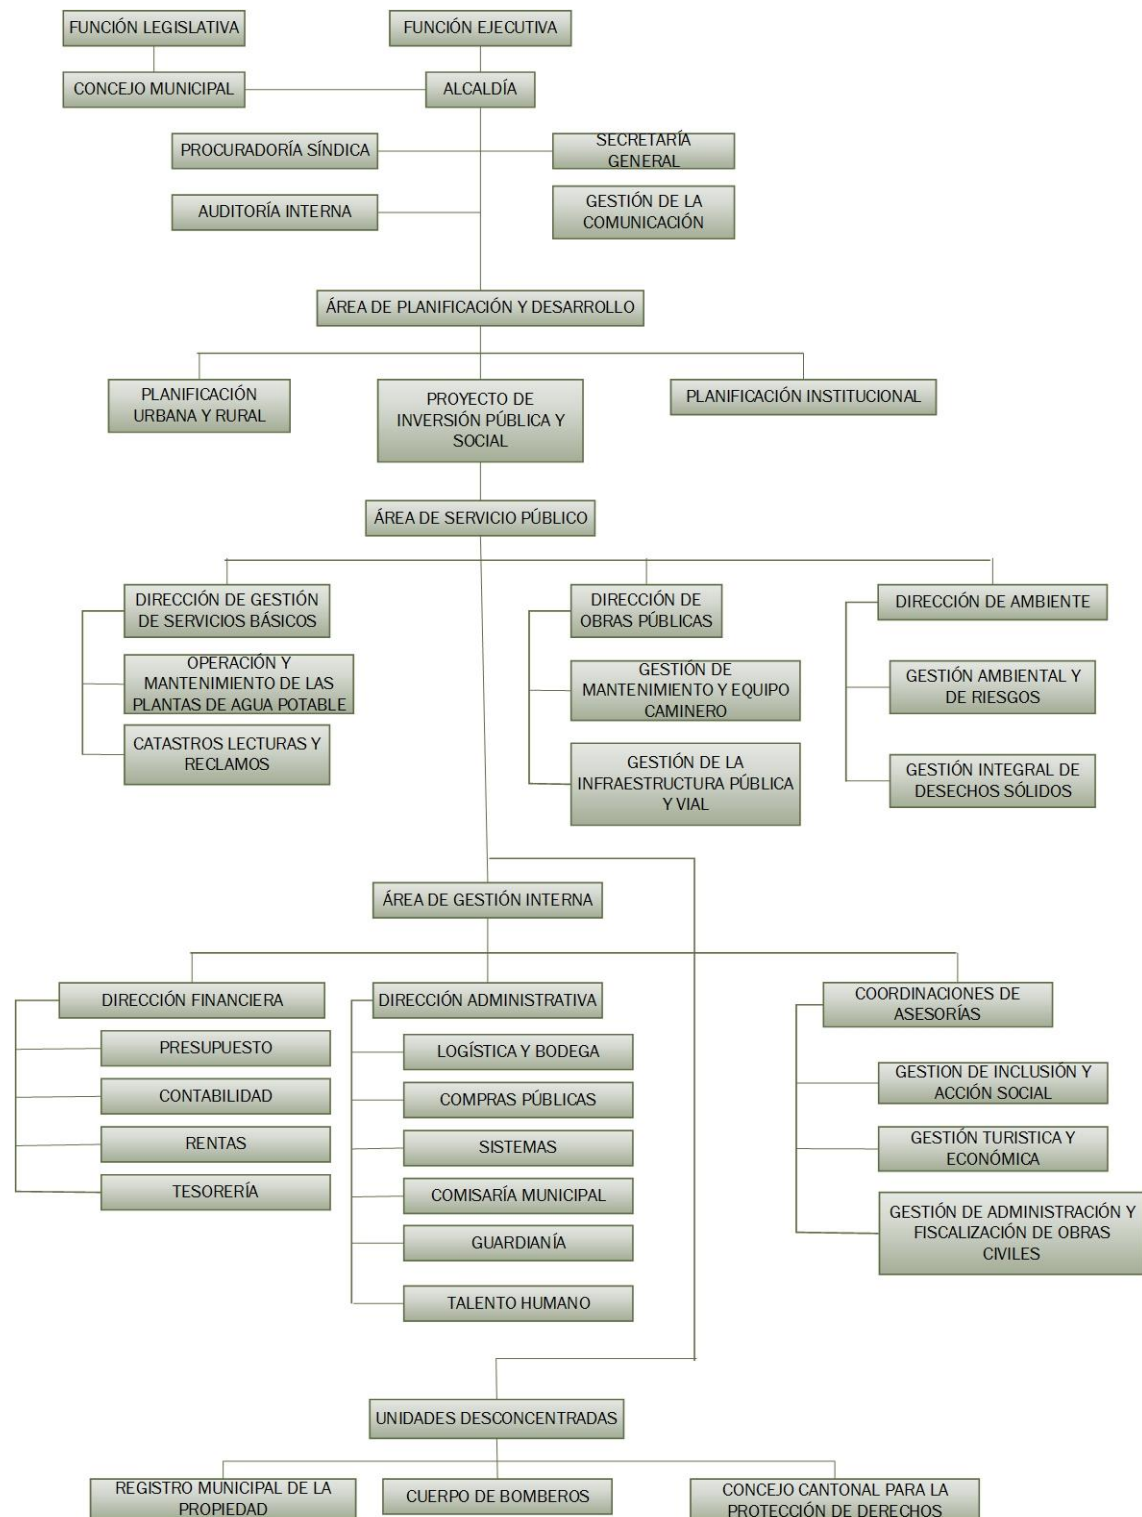 FUNCIÓN LEGISLATIVA
FUNCIÓN EJECUTIVA
CONCEJO MUNICIPAL
ALCALDÍA
PROCURADORÍA SÍNDICA
SECRETARÍA
GENERAL
AUDITORÍA INTERNA
GESTIÓN DE LA
COMUNICACIÓN
ÁREA DE PLANIFICACIÓN Y DESARROLLO
PLANIFICACIÓN
URBANA Y RURAL
PROYECTO DE
INVERSIÓN PÚBLICA Y
SOCIAL
PLANIFICACIÓN INSTITUCIONAL
ÁREA DE SERVICIO PÚBLICO
DIRECCIÓN DE GESTIÓN
DE SERVICIOS BÁSICOS
OPERACIÓN Y
MANTENIMIENTO DE LAS
PLANTAS DE AGUA POTABLE
CATASTROS LECTURAS Y
RECLAMOS
DIRECCIÓN DE
OBRAS PÚBLICAS
GESTIÓN DE
MANTENIMIENTO Y EQUIPO
CAMINERO
GESTIÓN DE LA
INFRAESTRUCTURA PÚBLICA
Y VIAL
DIRECCIÓN DE AMBIENTE
GESTIÓN AMBIENTAL Y
DE RIESGOS
GESTIÓN INTEGRAL DE
DESECHOS SÓLIDOS
ÁREA DE GESTIÓN INTERNA
DIRECCIÓN FINANCIERA
PRESUPUESTO
CONTABILIDAD
RENTAS
TESORERÍA
DIRECCIÓN ADMINISTRATIVA
LOGÍSTICA Y BODEGA
COMPRAS PÚBLICAS
SISTEMAS
COMISARÍA MUNICIPAL
GUARDIANÍA
TALENTO HUMANO
COORDINACIONES DE
ASESORÍAS
GESTION DE INCLUSIÓN Y
ACCIÓN SOCIAL
GESTIÓN TURISTICA Y
ECONÓMICA
GESTIÓN DE ADMINISTRACIÓN Y
FISCALIZACIÓN DE OBRAS
CIVILES
UNIDADES DESCONCENTRADAS
REGISTRO MUNICIPAL DE LA
PROPIEDAD
CUERPO DE BOMBEROS
CONCEJO CANTONAL PARA LA
PROTECCIÓN DE DERECHOS